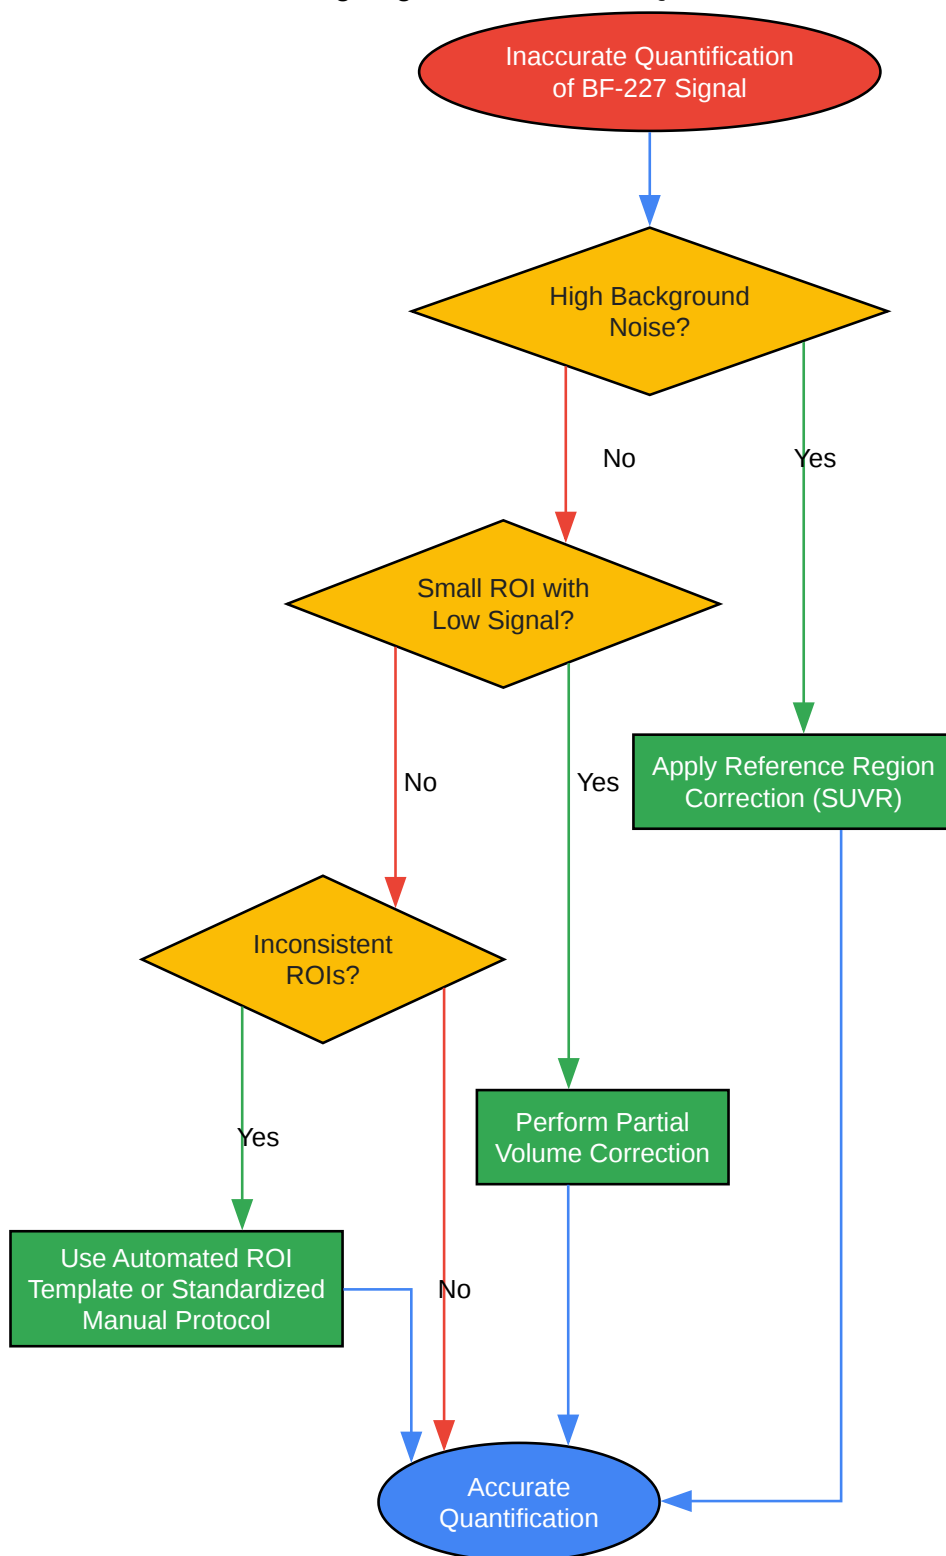 Inaccurate Quantification
of BF-227 Signal
High Background
Noise?
No
Yes
Small ROI with
Low Signal?
No
Yes
Apply Reference Region
Correction (SUVR)
Inconsistent
ROIs?
Yes
No
Perform Partial
Volume Correction
Use Automated ROI
Template or Standardized
Manual Protocol
Accurate
Quantification